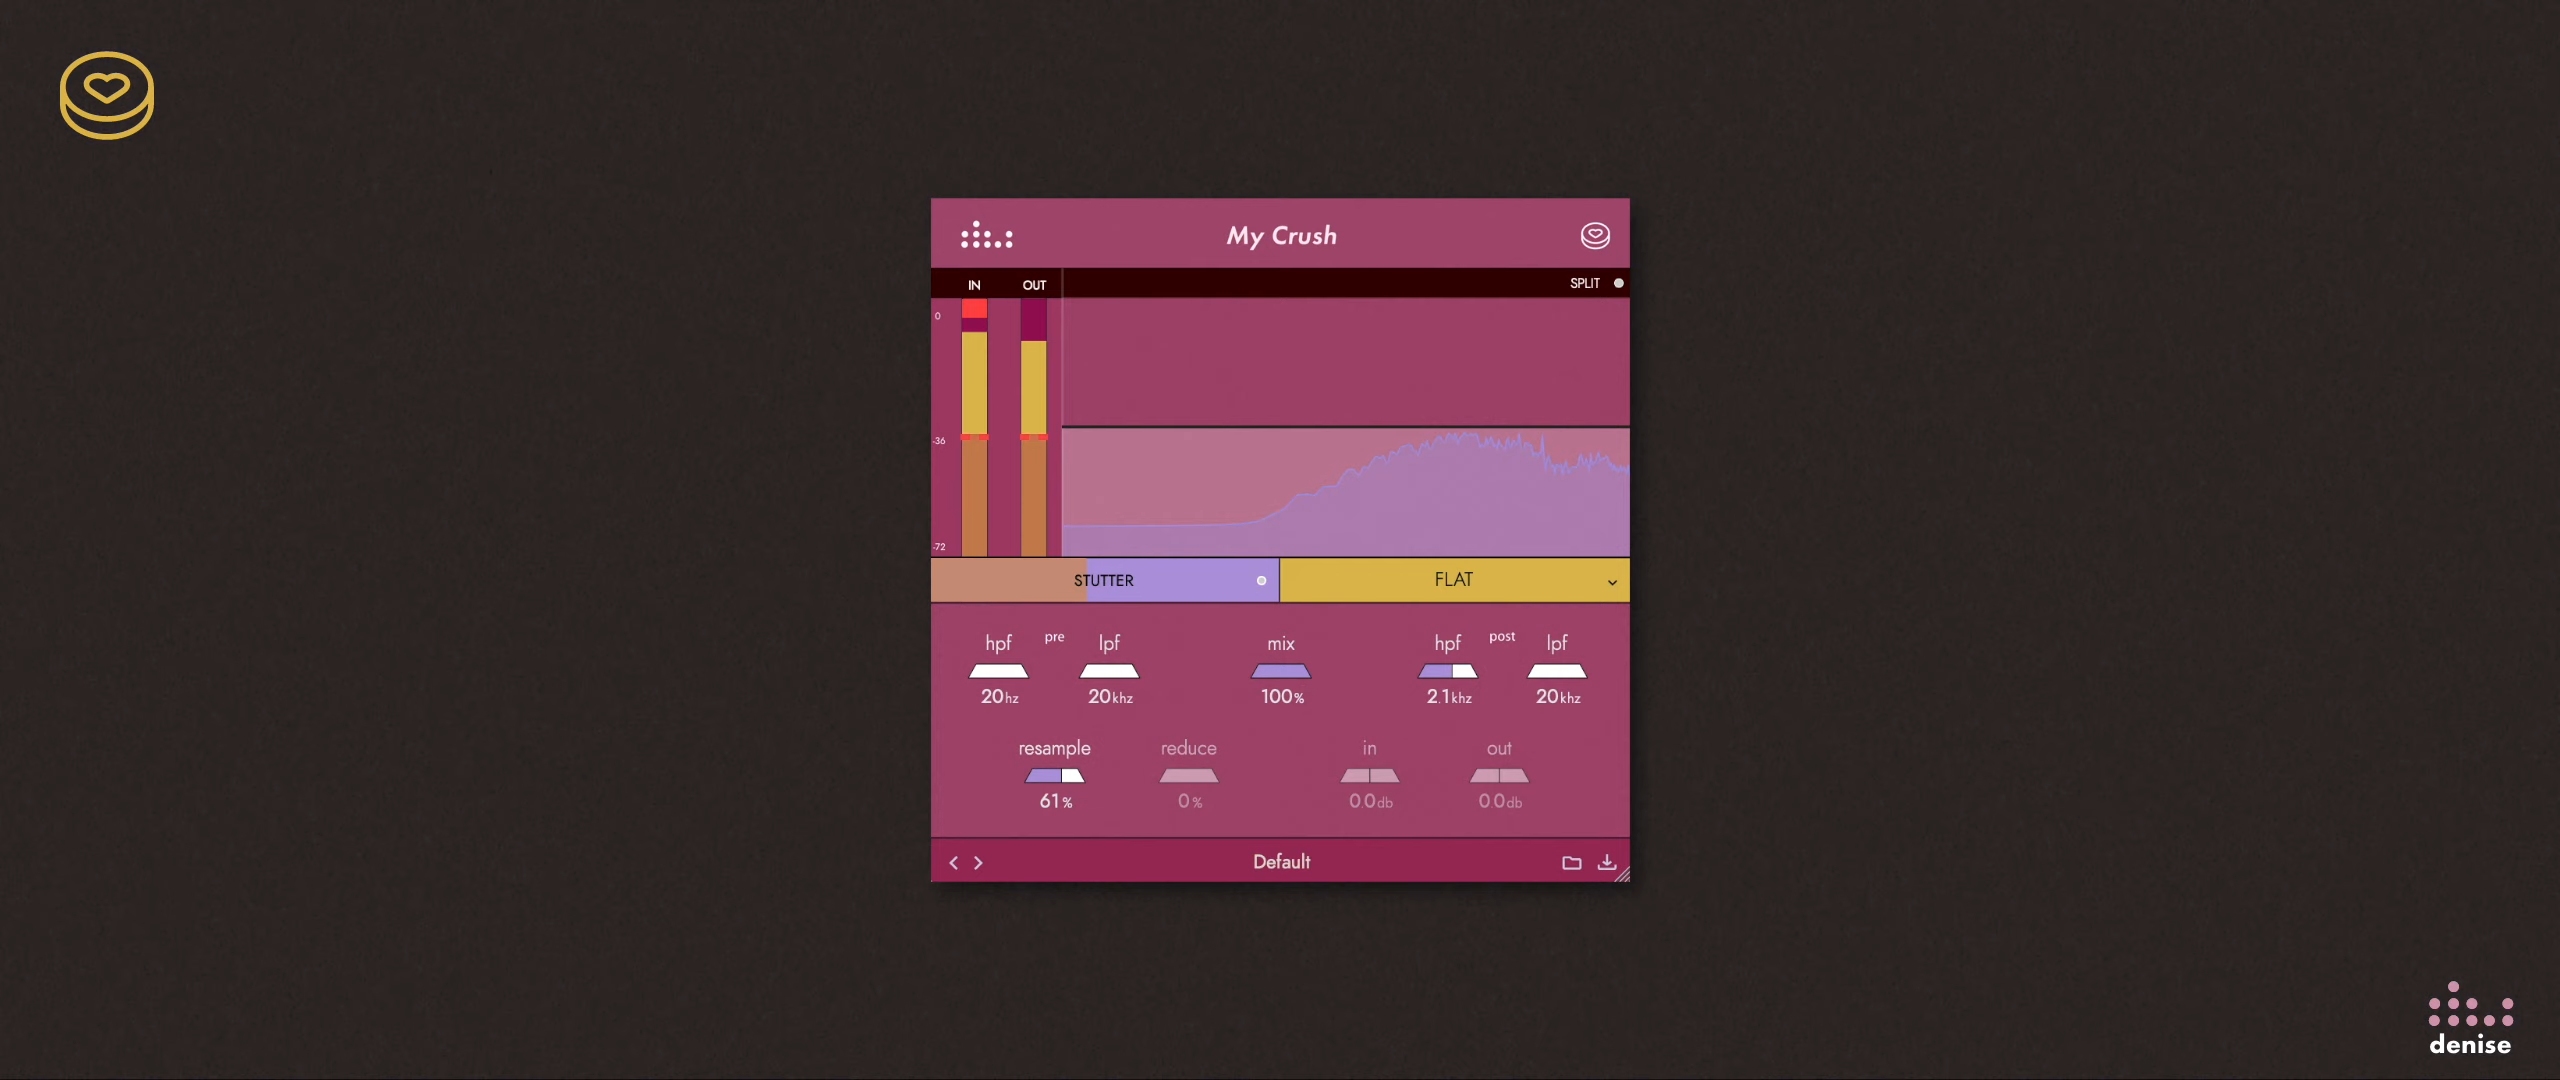 My Crush
IN OUT SPLIT
0
-36
-72
STUTTER FLAT
hpf pre lpf mix hpf post lpf
20hz 20khz 100% 2.1khz 20khz
resample reduce in out
61% 0% 0.0db 0.0db
Default
denise